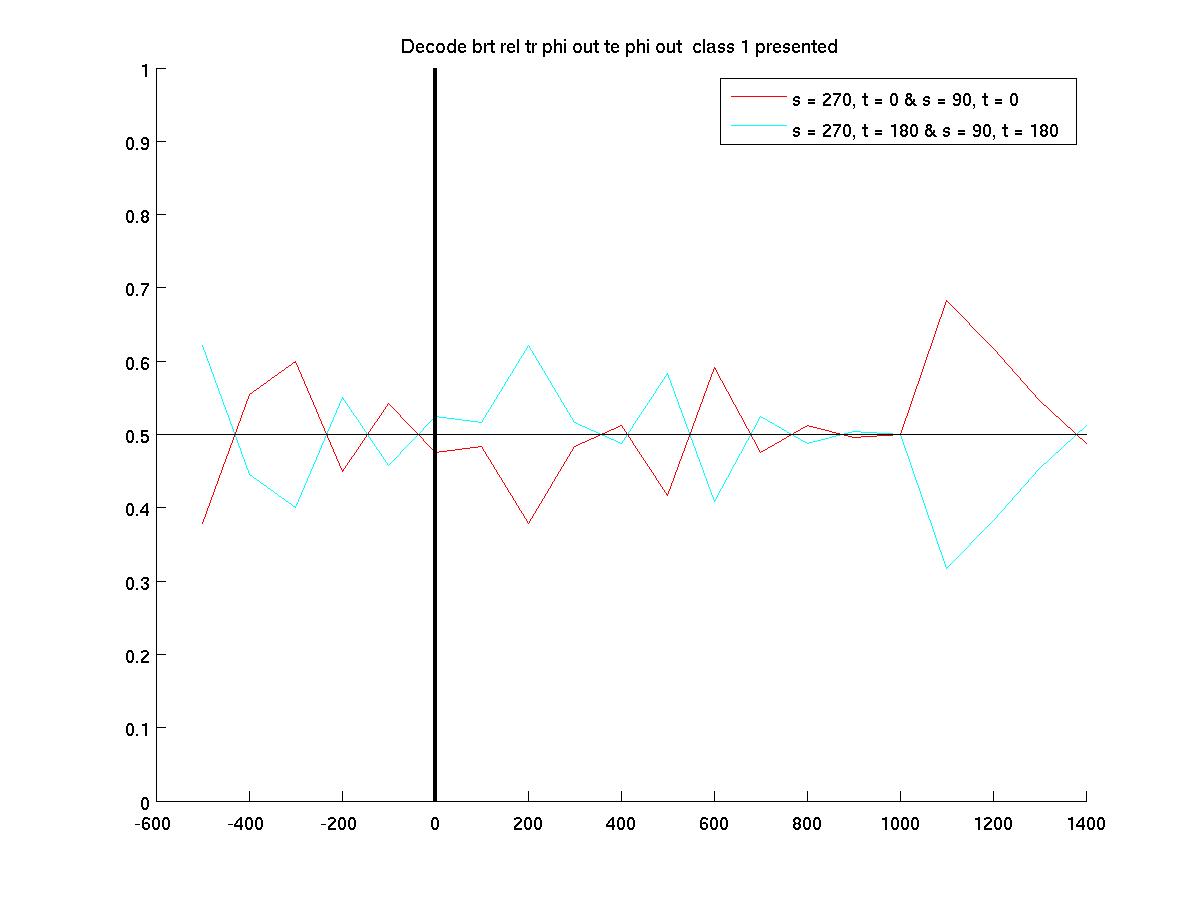 Decode brt rel tr phi out te phi out  class 1 presented
s = 270, t = 0 & s = 90, t = 0
s = 270, t = 180 & s = 90, t = 180
1
0.9
0.8
0.7
0.6
0.5
0.4
0.3
0.2
0.1
0
-600 -400 -200 0 200 400 600 800 1000 1200 1400